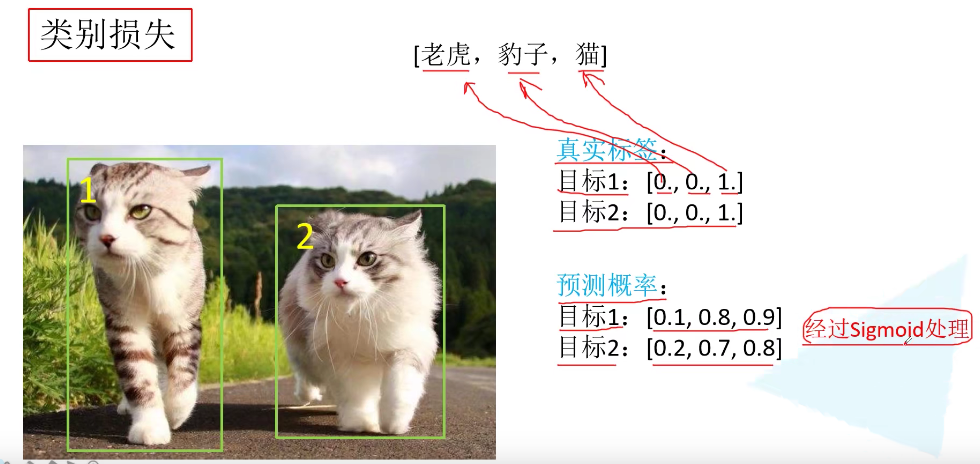 类别损失
[老虎，豹子，猫]
真实标签：
目标1：[0., 0., 1.]
目标2：[0., 0., 1.]
1
2
预测概率：
目标1：[0.1, 0.8, 0.9]
目标2：[0.2, 0.7, 0.8]
经过Sigmoid处理